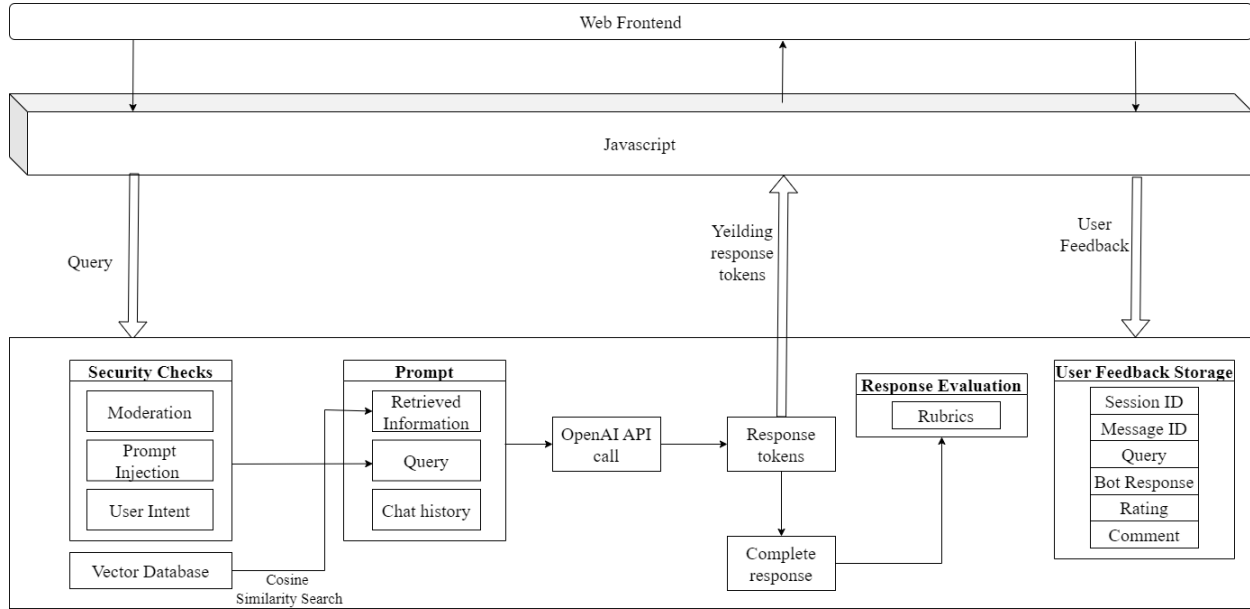 Web Frontend
Javascript
Query
Yeilding
response
tokens
User
Feedback
Security Checks
Moderation
Prompt
Injection
User Intent
Vector Database
Cosine
Similarity Search
Prompt
Retrieved
Information
Query
Chat history
OpenAI API
call
Response
tokens
Complete
response
Response Evaluation
Rubrics
User Feedback Storage
Session ID
Message ID
Query
Bot Response
Rating
Comment